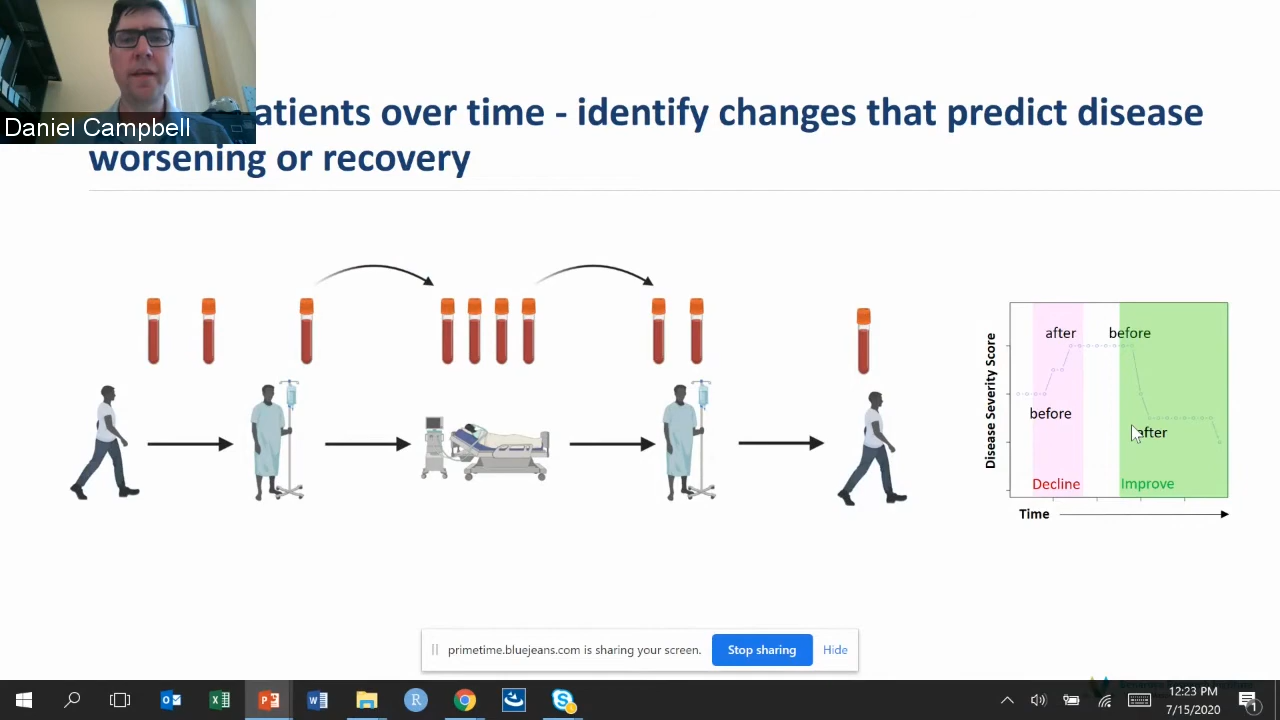 Daniel Campbell
atients over time - identify changes that predict disease
worsening or recovery
after
before
before
after
Decline
Improve
Disease Severity Score
Time
primetime.bluejeans.com is sharing your screen.
Stop sharing
Hide
12:23 PM
7/15/2020
1